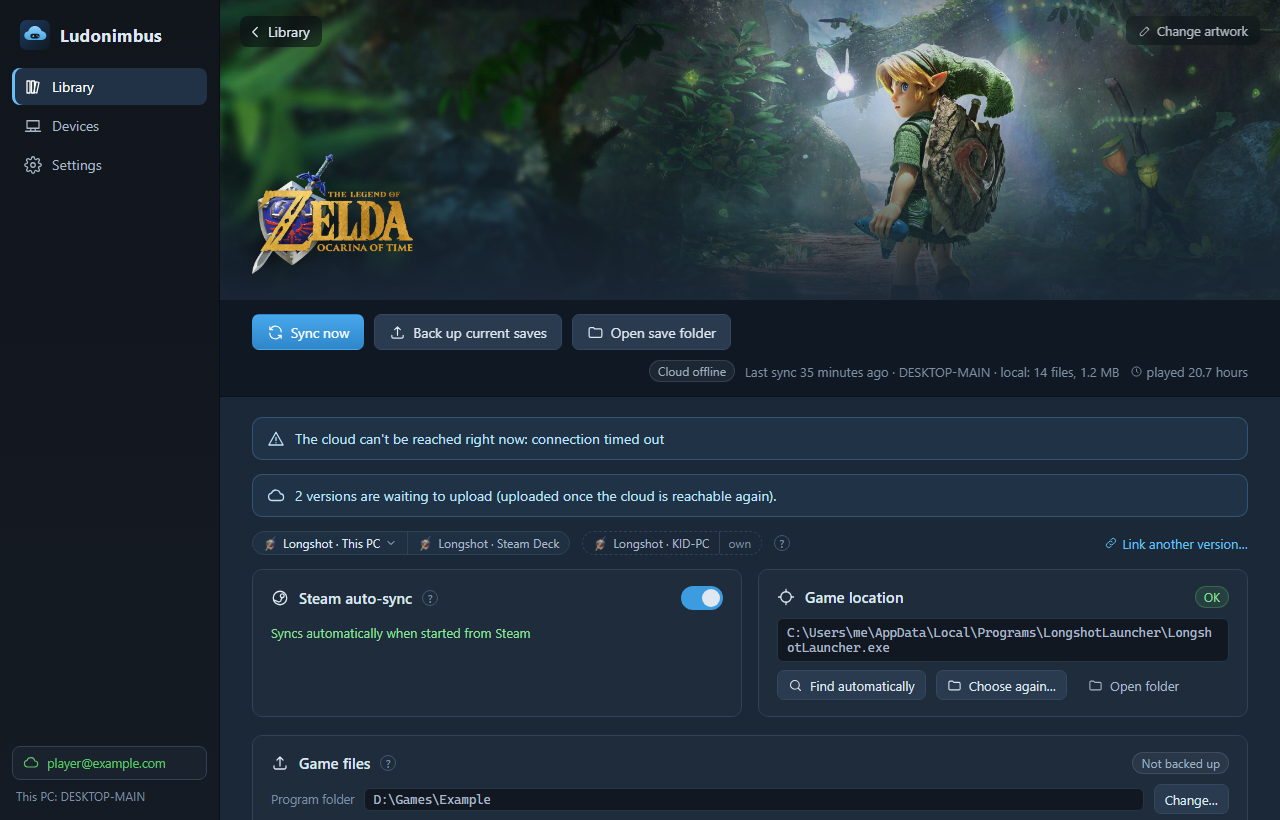 Ludonimbus
Library
Devices
Settings
player@example.com
This PC: DESKTOP-MAIN
Library
Change artwork
THE LEGEND OF
ZELDA
OCARINA OF TIME
Sync now
Back up current saves
Open save folder
Cloud offline
Last sync 35 minutes ago · DESKTOP-MAIN · local: 14 files, 1.2 MB
played 20.7 hours
The cloud can't be reached right now: connection timed out
2 versions are waiting to upload (uploaded once the cloud is reachable again).
Longshot · This PC
Longshot · Steam Deck
Longshot · KID-PC
own
?
Link another version...
Steam auto-sync
?
Syncs automatically when started from Steam
Game location
OK
C:\Users\me\AppData\Local\Programs\LongshotLauncher\Longsh
otLauncher.exe
Find automatically
Choose again...
Open folder
Game files
?
Not backed up
Program folder
D:\Games\Example
Change...